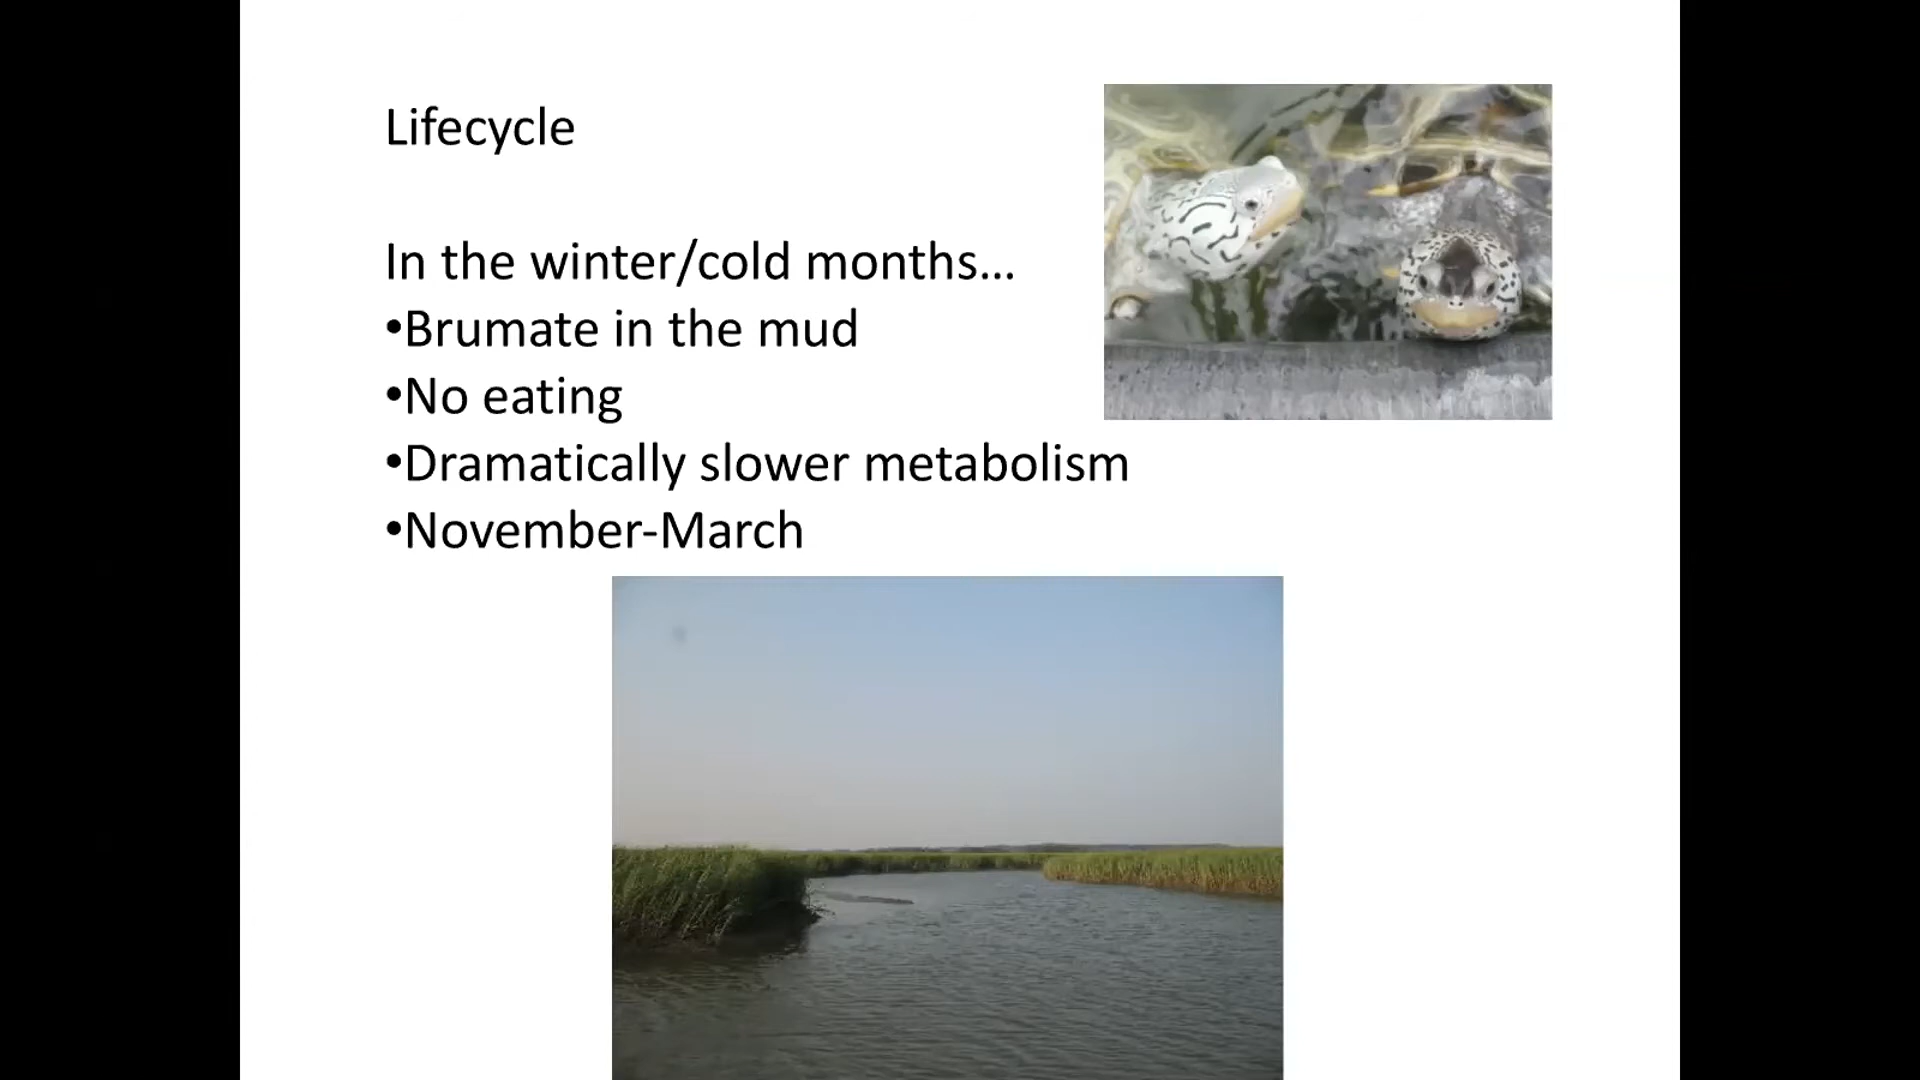 Lifecycle
In the winter/cold months...
•Brumate in the mud
•No eating
•Dramatically slower metabolism
•November-March